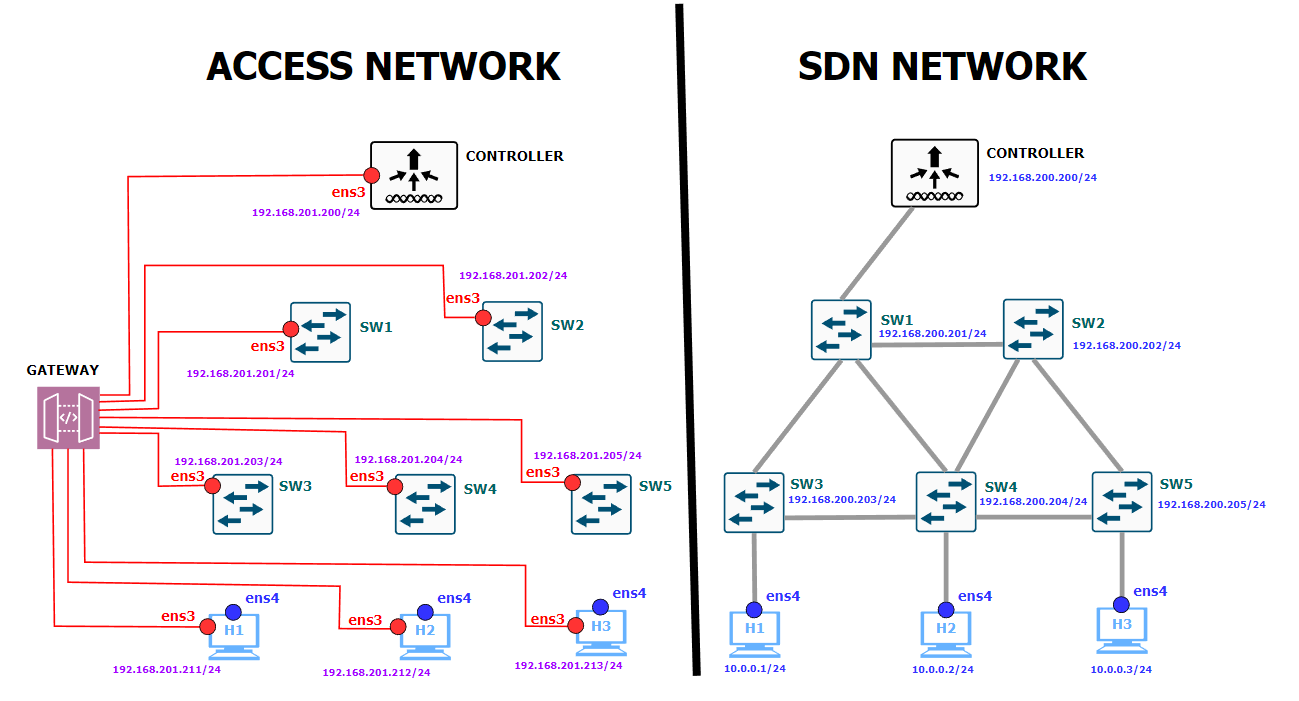 ACCESS NETWORK
CONTROLLER
ens3
192.168.201.200/24
192.168.201.202/24
ens3
SW2
SW1
ens3
192.168.201.201/24
GATEWAY
</>
192.168.201.203/24
ens3
SW3
192.168.201.204/24
ens3
SW4
192.168.201.205/24
ens3
SW5
ens4
ens3
H1
192.168.201.211/24
ens4
ens3
H2
192.168.201.212/24
ens4
ens3
H3
192.168.201.213/24
SDN NETWORK
CONTROLLER
192.168.200.200/24
SW1
192.168.200.201/24
SW2
192.168.200.202/24
SW3
192.168.200.203/24
SW4
192.168.200.204/24
SW5
192.168.200.205/24
ens4
H1
10.0.0.1/24
ens4
H2
10.0.0.2/24
ens4
H3
10.0.0.3/24